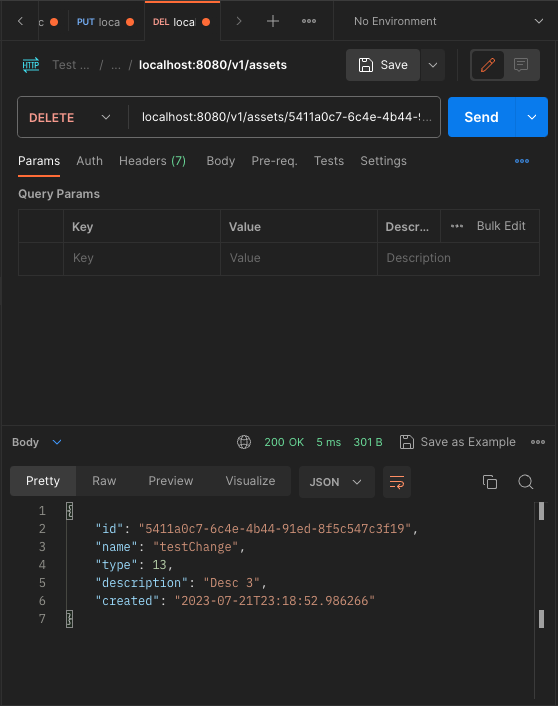 c PUT loca DEL local No Environment
HTTP Test ... / ... / localhost:8080/v1/assets Save
DELETE localhost:8080/v1/assets/5411a0c7-6c4e-4b44-9... Send
Params Auth Headers (7) Body Pre-req. Tests Settings
Query Params
Key Value Descr... Bulk Edit
Key Value Description
Body 200 OK 5 ms 301 B Save as Example
Pretty Raw Preview Visualize JSON
1 {
2 "id": "5411a0c7-6c4e-4b44-91ed-8f5c547c3f19",
3 "name": "testChange",
4 "type": 13,
5 "description": "Desc 3",
6 "created": "2023-07-21T23:18:52.986266"
7 }